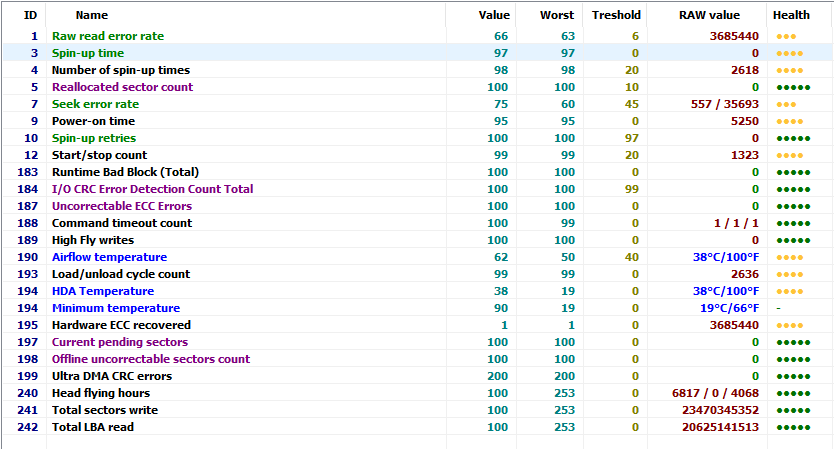 ID Name Value Worst Treshold RAW value Health
1 Raw read error rate 66 63 6 3685440
3 Spin-up time 97 97 0 0
4 Number of spin-up times 98 98 20 2618
5 Reallocated sector count 100 100 10 0
7 Seek error rate 75 60 45 557 / 35693
9 Power-on time 95 95 0 5250
10 Spin-up retries 100 100 97 0
12 Start/stop count 99 99 20 1323
183 Runtime Bad Block (Total) 100 100 0 0
184 I/O CRC Error Detection Count Total 100 100 99 0
187 Uncorrectable ECC Errors 100 100 0 0
188 Command timeout count 100 99 0 1 / 1 / 1
189 High Fly writes 100 100 0 0
190 Airflow temperature 62 50 40 38°C/100°F
193 Load/unload cycle count 99 99 0 2636
194 HDA Temperature 38 19 0 38°C/100°F
194 Minimum temperature 90 19 0 19°C/66°F -
195 Hardware ECC recovered 1 1 0 3685440
197 Current pending sectors 100 100 0 0
198 Offline uncorrectable sectors count 100 100 0 0
199 Ultra DMA CRC errors 200 200 0 0
240 Head flying hours 100 253 0 6817 / 0 / 4068
241 Total sectors write 100 253 0 23470345352
242 Total LBA read 100 253 0 20625141513